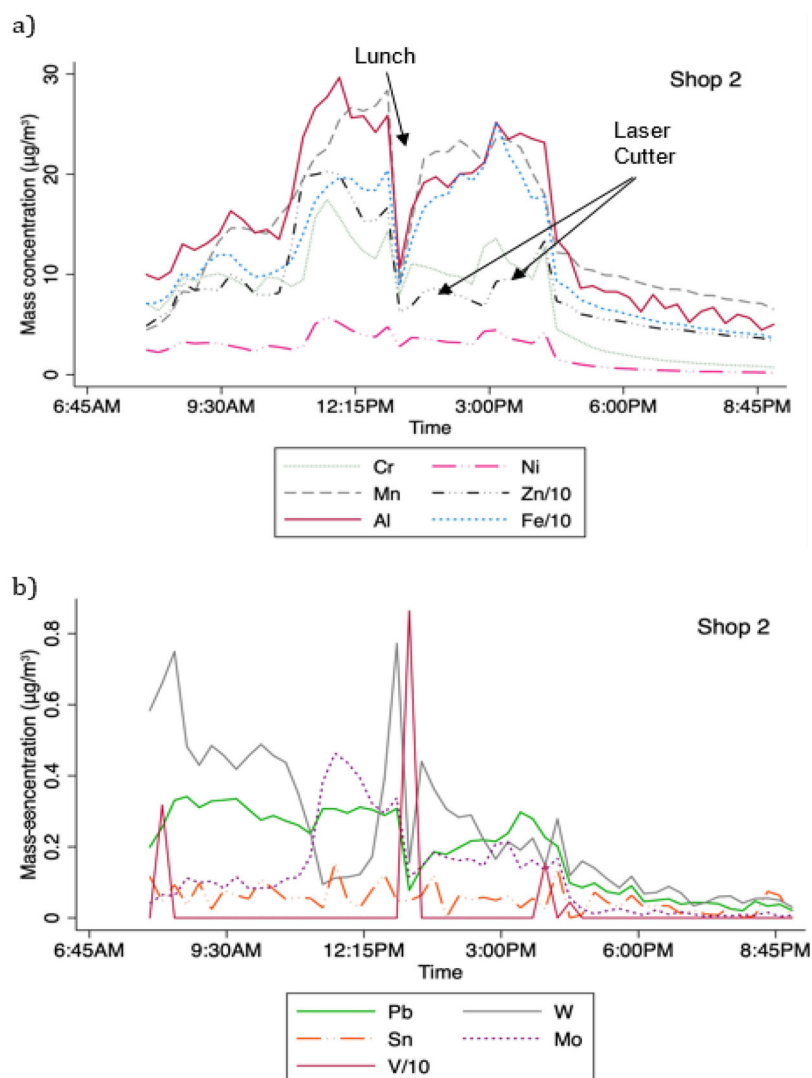 a)
Lunch
Shop 2
Laser
Cutter
Mass concentration (µg/m³)
30
20
10
0
6:45AM 9:30AM 12:15PM 3:00PM 6:00PM 8:45PM
Time
Cr Ni
Mn Zn/10
Al Fe/10
b)
Shop 2
Mass concentration (µg/m³)
0.8
0.6
0.4
0.2
0
6:45AM 9:30AM 12:15PM 3:00PM 6:00PM 8:45PM
Time
Pb W
Sn Mo
V/10